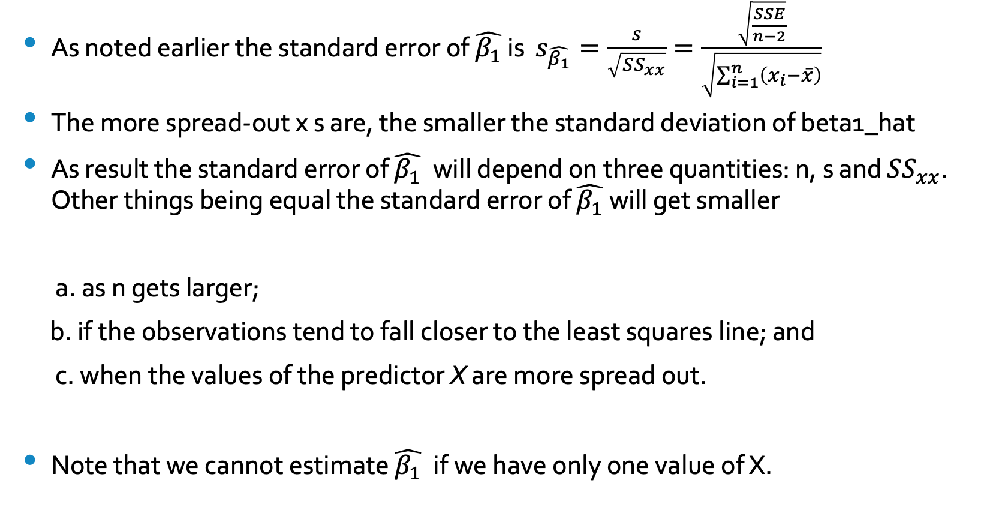 • As noted earlier the standard error of $\widehat{\beta_1}$ is $s_{\widehat{\beta_1}} = \frac{s}{\sqrt{SS_{xx}}} = \frac{\sqrt{\frac{SSE}{n-2}}}{\sqrt{\sum_{i=1}^{n}(x_i-\bar{x})}}$
• The more spread-out x s are, the smaller the standard deviation of beta1_hat
• As result the standard error of $\widehat{\beta_1}$ will depend on three quantities: n, s and $SS_{xx}$.
Other things being equal the standard error of $\widehat{\beta_1}$ will get smaller
a. as n gets larger;
b. if the observations tend to fall closer to the least squares line; and
c. when the values of the predictor X are more spread out.
• Note that we cannot estimate $\widehat{\beta_1}$ if we have only one value of X.